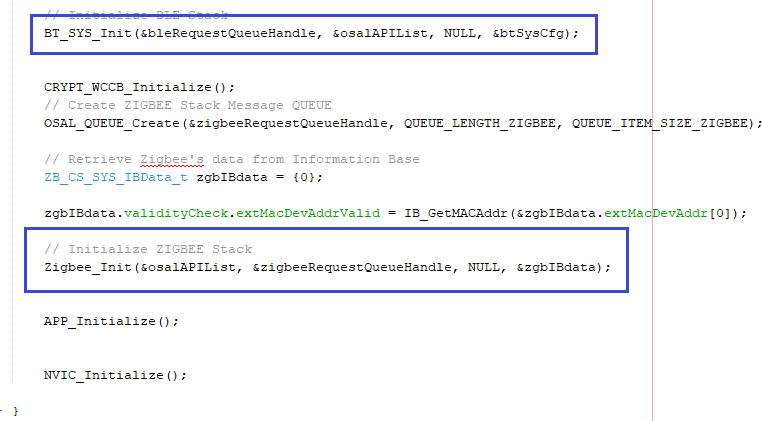 // Initialize BLE Stack
BT_SYS_Init(&bleRequestQueueHandle, &osalAPIList, NULL, &btSysCfg);
CRYPT_WCCB_Initialize();
// Create ZIGBEE Stack Message QUEUE
OSAL_QUEUE_Create(&zigbeeRequestQueueHandle, QUEUE_LENGTH_ZIGBEE, QUEUE_ITEM_SIZE_ZIGBEE);
// Retrieve Zigbee's data from Information Base
ZB_CS_SYS_IBData_t zgbIBdata = {0};
zgbIBdata.validityCheck.extMacDevAddrValid = IB_GetMACAddr(&zgbIBdata.extMacDevAddr[0]);
// Initialize ZIGBEE Stack
Zigbee_Init(&osalAPIList, &zigbeeRequestQueueHandle, NULL, &zgbIBdata);
APP_Initialize();
NVIC_Initialize();
}